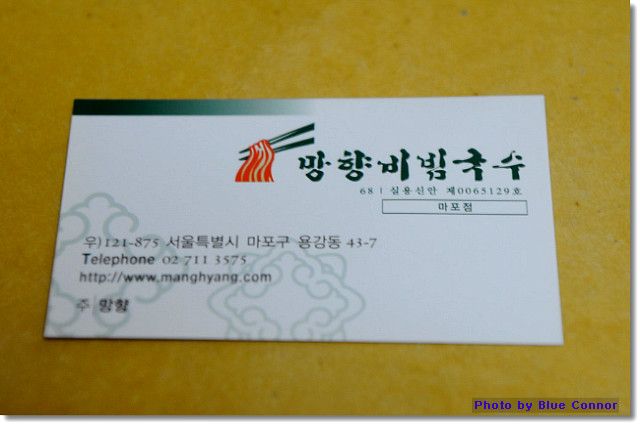 망향비빔국수
68 | 실용신안 제0065129호
마포점
우)121-875 서울특별시 마포구 용강동 43-7
Telephone 02 711 3575
http://www.manghyang.com
주 망향
Photo by Blue Connor